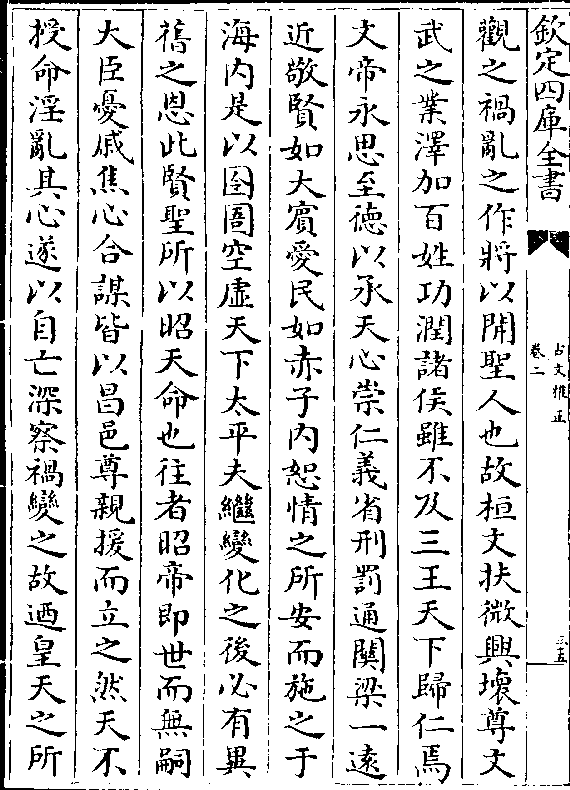 欽定四庫全書
古文雅正
卷二
三五
觀之禍亂之作將以開聖人也故桓文扶微興壞尊文
武之業澤加百姓功潤諸侯雖不及三王天下歸仁焉
文帝永思至德以承天心崇仁義省刑罰通關梁一遠
近敬賢如大賓愛民如赤子内恕情之所安而施之于
海内是以囹圄空虚天下太平夫繼變化之後必有異
舊之恩此賢聖所以昭天命也往者昭帝即世而無嗣
大臣憂戚焦心合謀皆以昌邑尊親援而立之然天不
授命淫亂其心遂以自亡深察禍變之故迺皇天之所